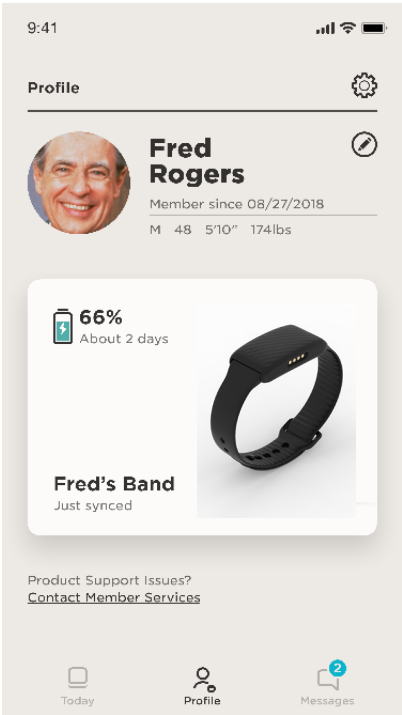 9:41
Profile
Fred
Rogers
Member since 08/27/2018
M 48 5'10" 174lbs
66%
About 2 days
Fred's Band
Just synced
Product Support Issues?
Contact Member Services
2
Today
Profile
Messages